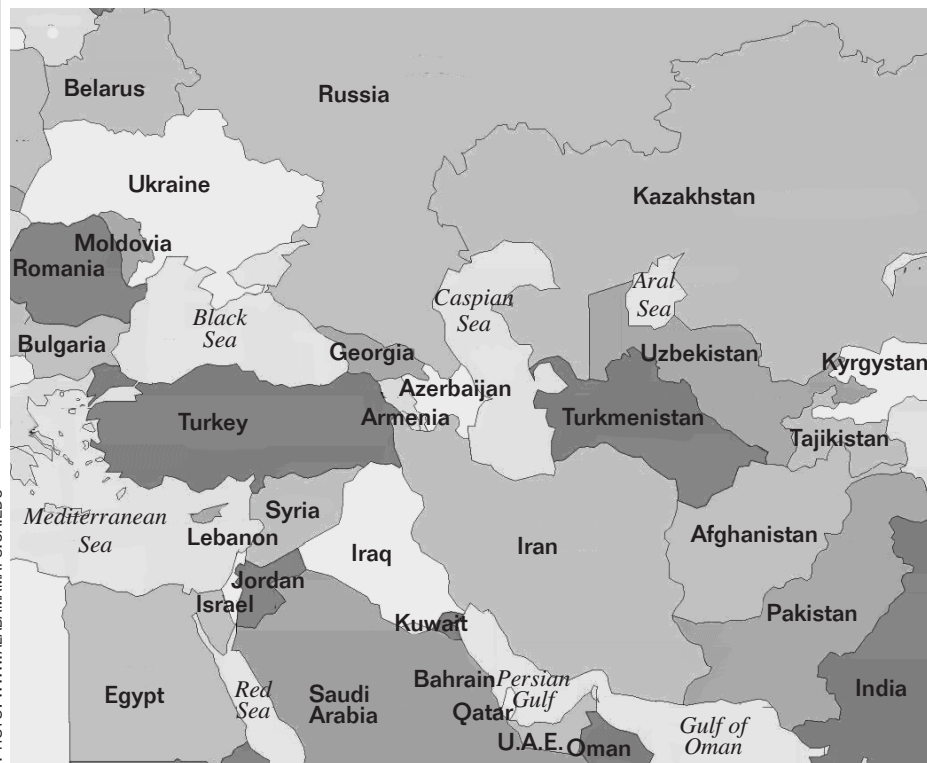 Belarus
Russia
Ukraine
Kazakhstan
Moldovia
Romania
Caspian
Sea
Aral
Sea
Black
Sea
Bulgaria
Georgia
Uzbekistan
Kyrgystan
Azerbaijan
Armenia
Turkey
Turkmenistan
Tajikistan
Mediterranean
Sea
Syria
Lebanon
Iraq
Iran
Afghanistan
Jordan
Israel
Kuwait
Pakistan
Egypt
Red
Sea
Saudi
Arabia
Bahrain
Persian
Gulf
Qatar
India
Gulf of
Oman
U.A.E.
Oman